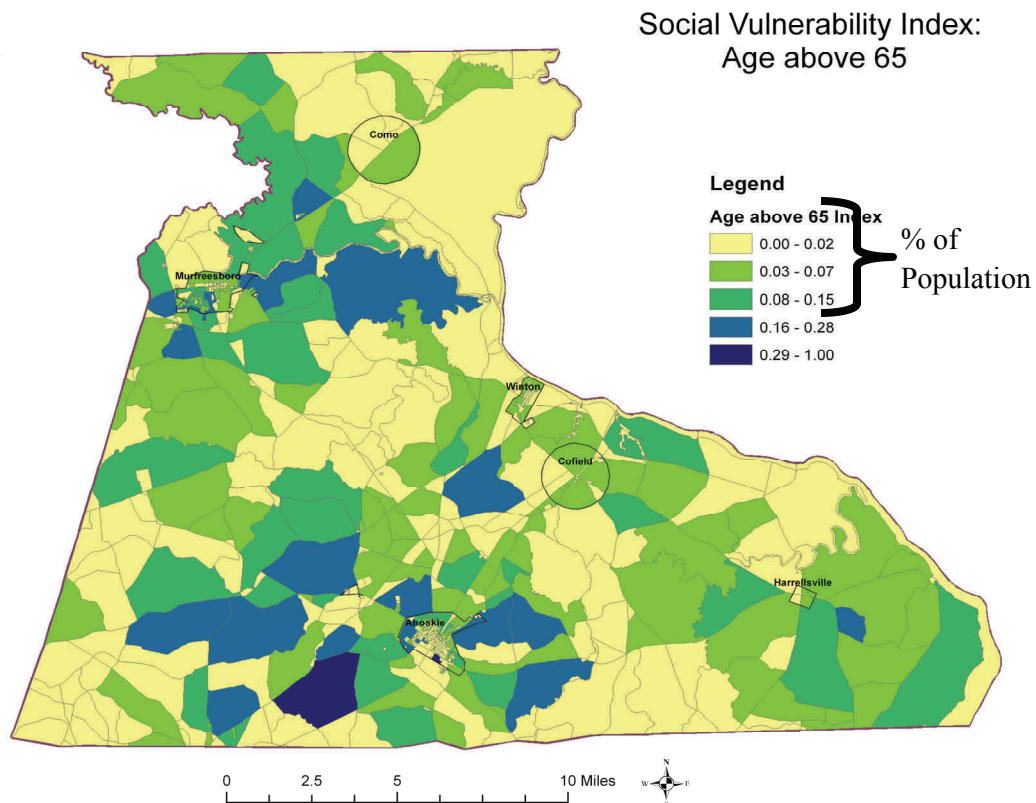 Social Vulnerability Index:
Age above 65
Como
Legend
Age above 65 Index
0.00 - 0.02
0.03 - 0.07
0.08 - 0.15
0.16 - 0.28
0.29 - 1.00
% of
Population
Murfreesboro
Winton
Cofield
Harrellsville
Ahoskie
0 2.5 5 10 Miles
N
W E
S